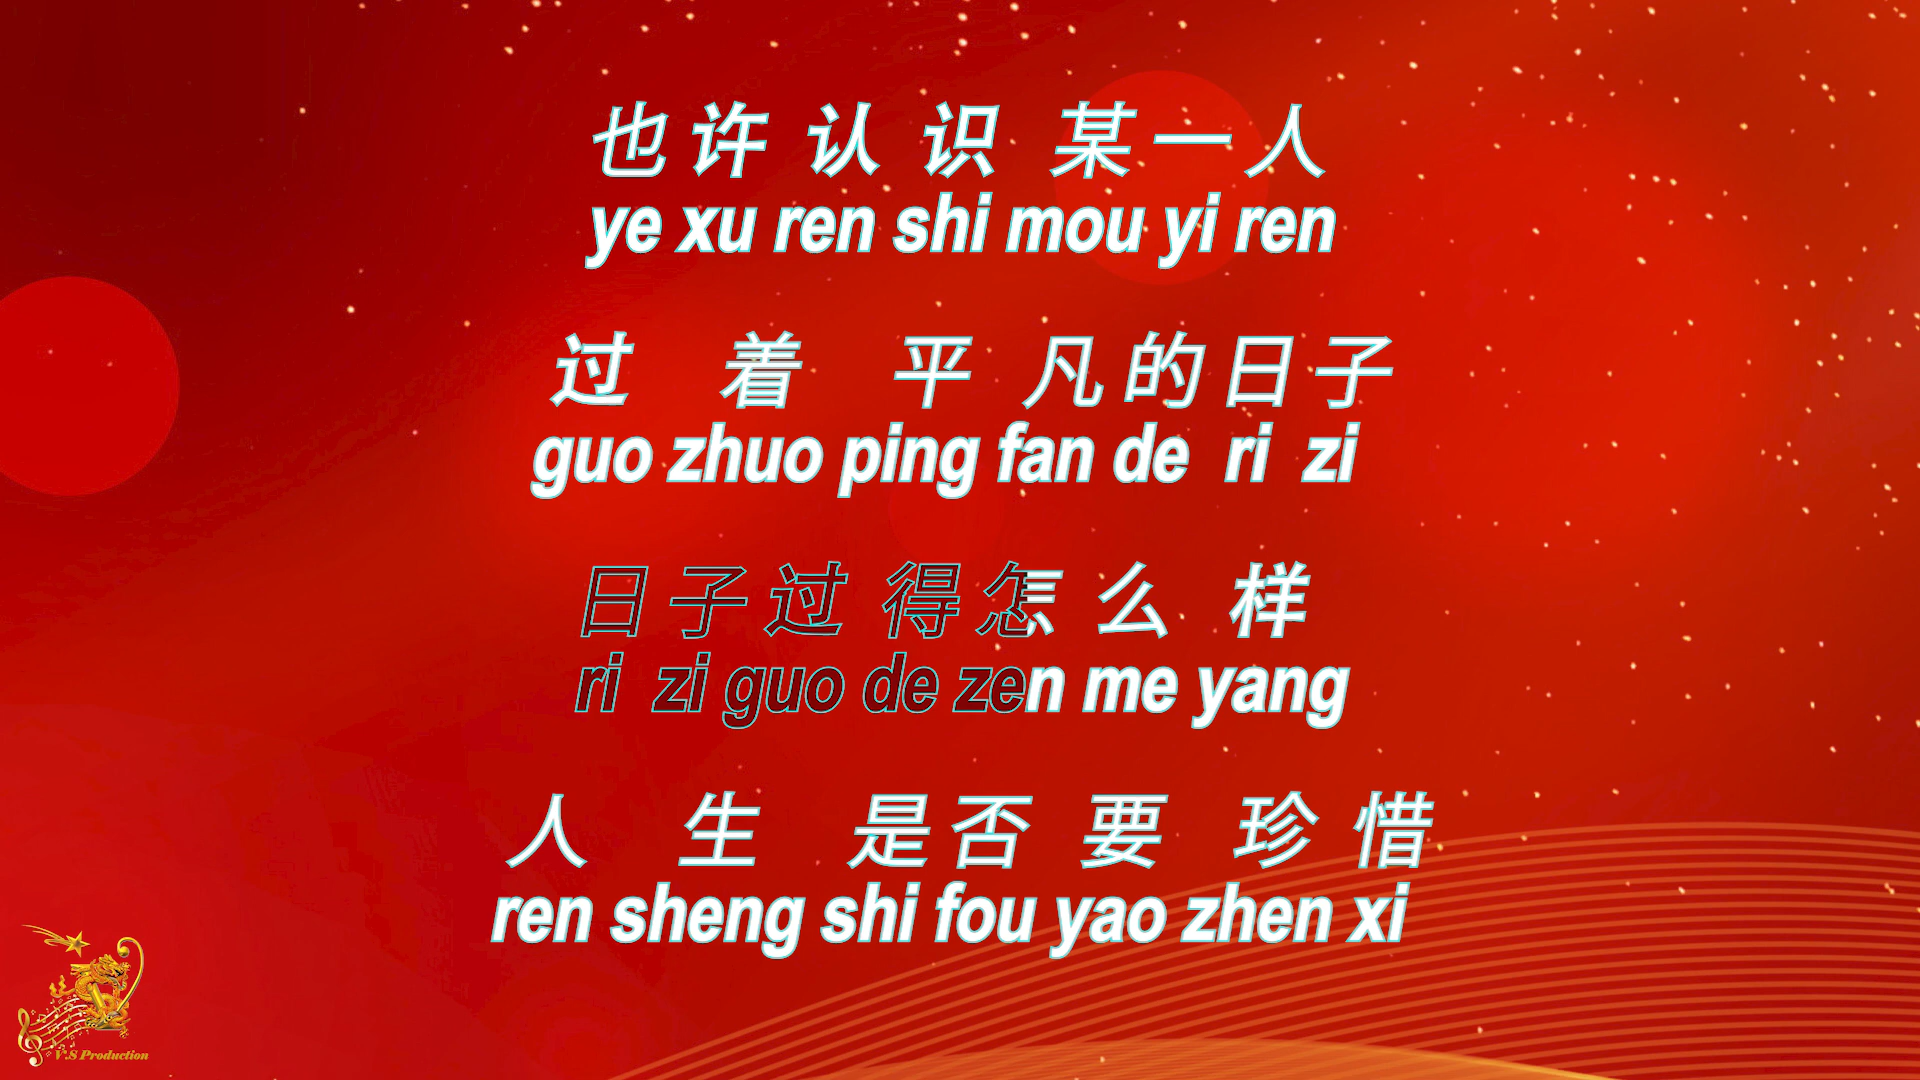 也许认识某一人
ye xu ren shi mou yi ren
过着平凡的日子
guo zhuo ping fan de ri zi
日子过得怎么样
ri zi guo de zen me yang
人生是否要珍惜
ren sheng shi fou yao zhen xi
V.S Production